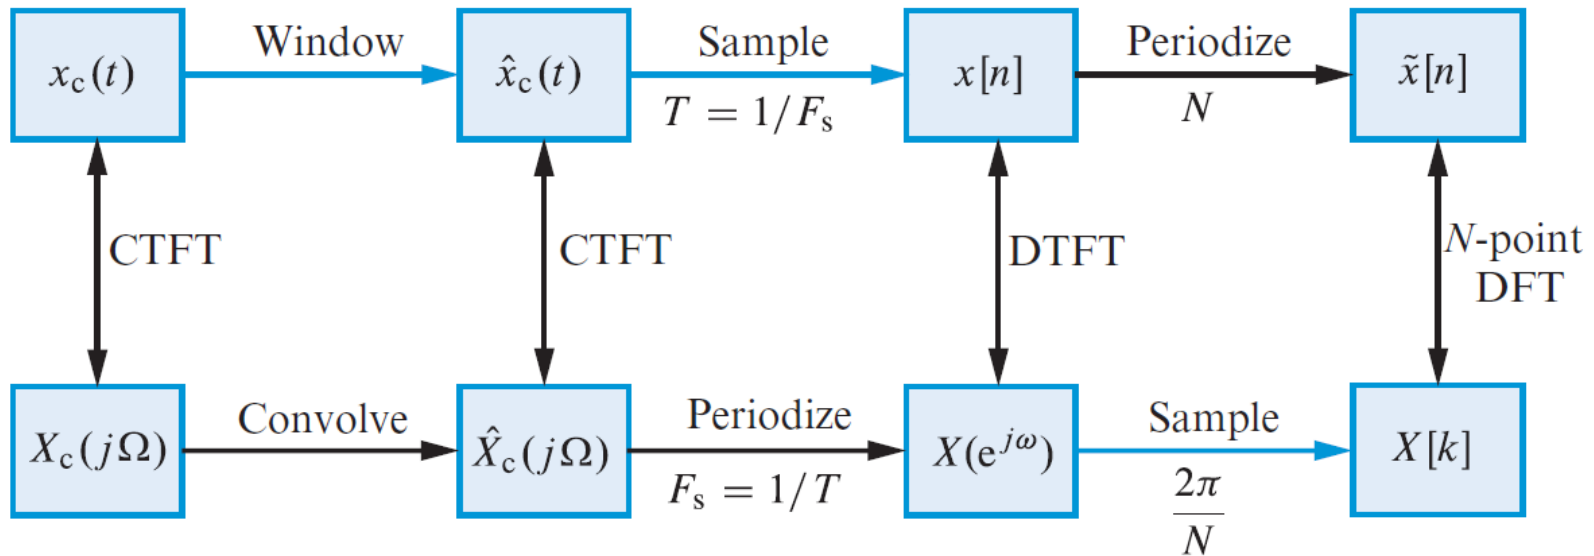 x_c(t)
Window
x̂_c(t)
Sample
T = 1/F_s
x[n]
Periodize
N
x̃[n]
CTFT
CTFT
DTFT
N-point
DFT
X_c(jΩ)
Convolve
X̂_c(jΩ)
Periodize
F_s = 1/T
X(e^{jω})
Sample
2π/N
X[k]